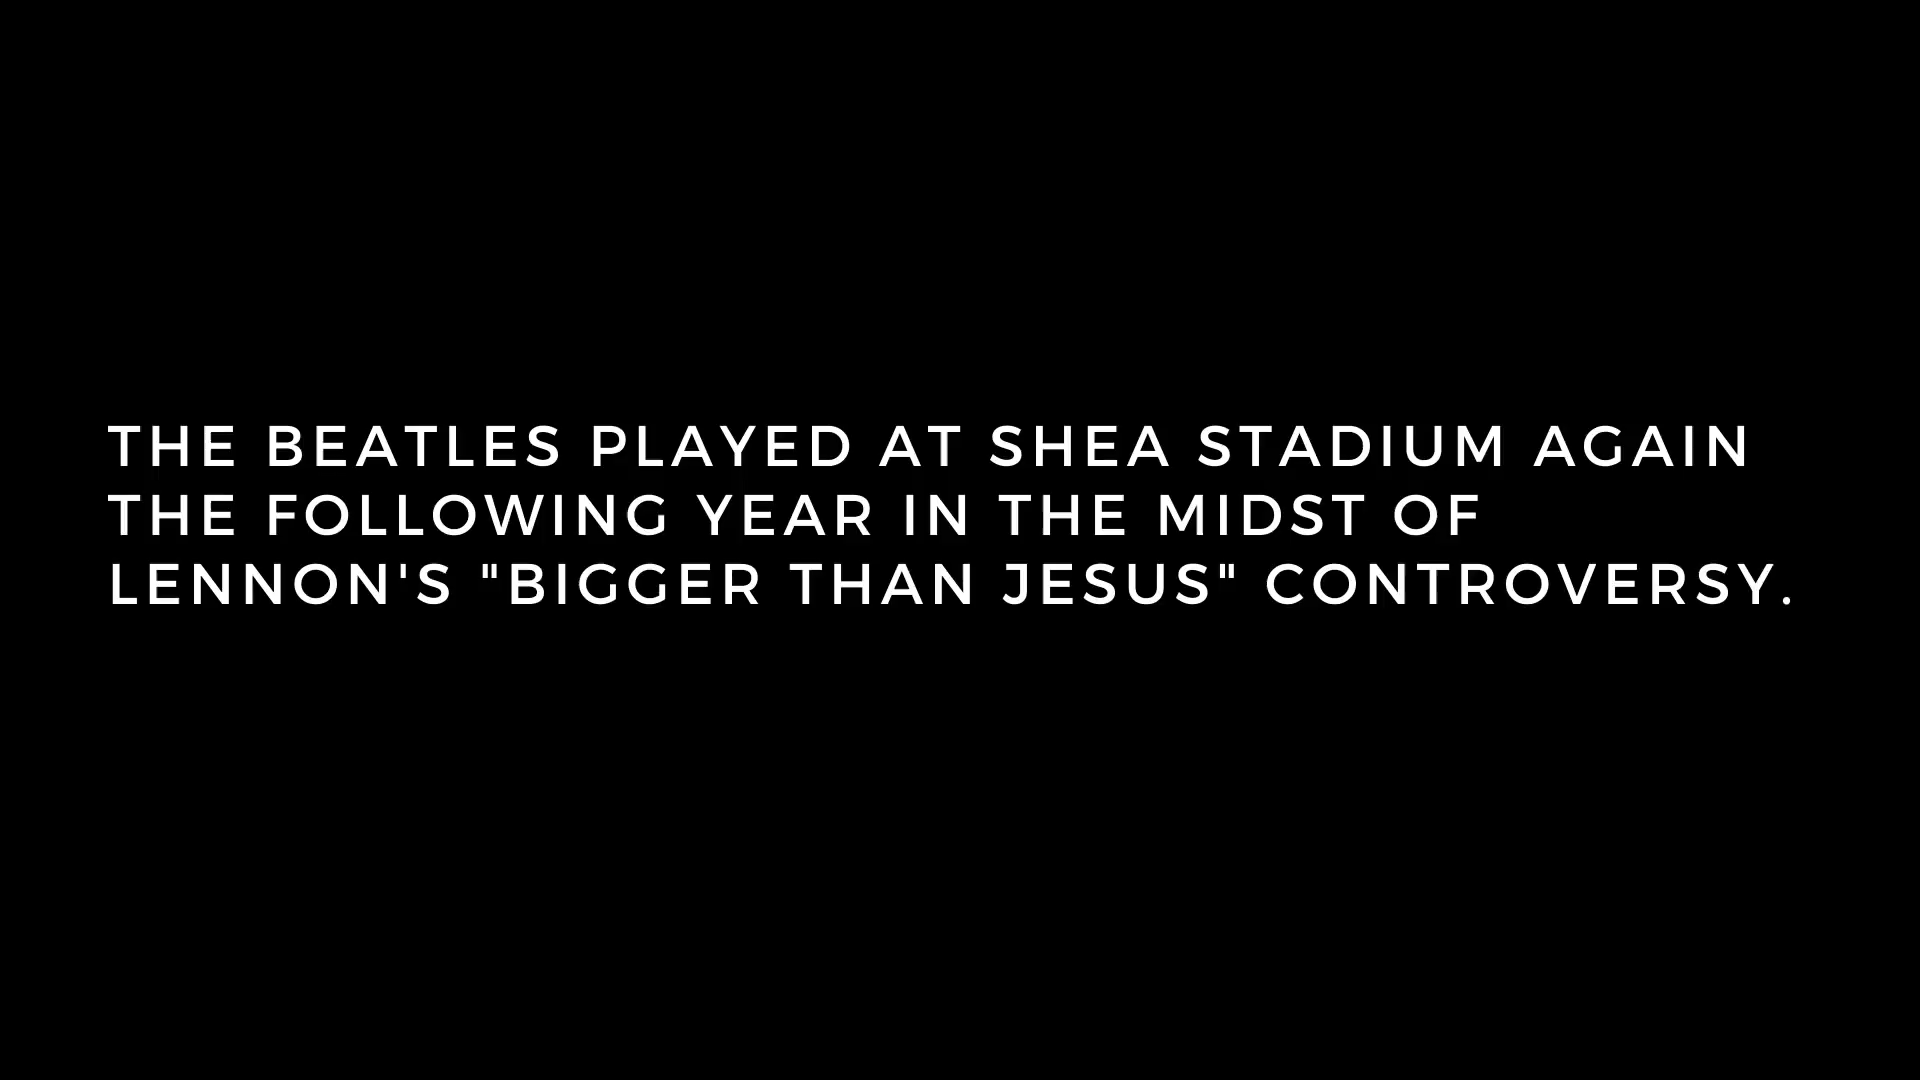 THE BEATLES PLAYED AT SHEA STADIUM AGAIN
THE FOLLOWING YEAR IN THE MIDST OF
LENNON'S "BIGGER THAN JESUS" CONTROVERSY.